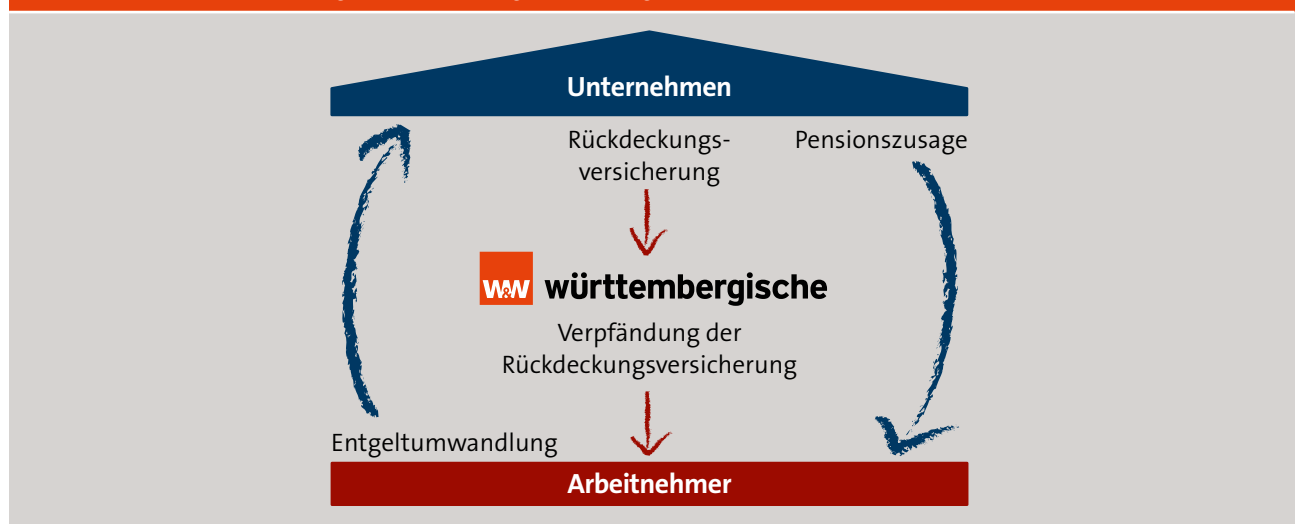 Unternehmen
Rückdeckungs-
versicherung
Pensionszusage
W&W württembergische
Verpfändung der
Rückdeckungsversicherung
Entgeltumwandlung
Arbeitnehmer